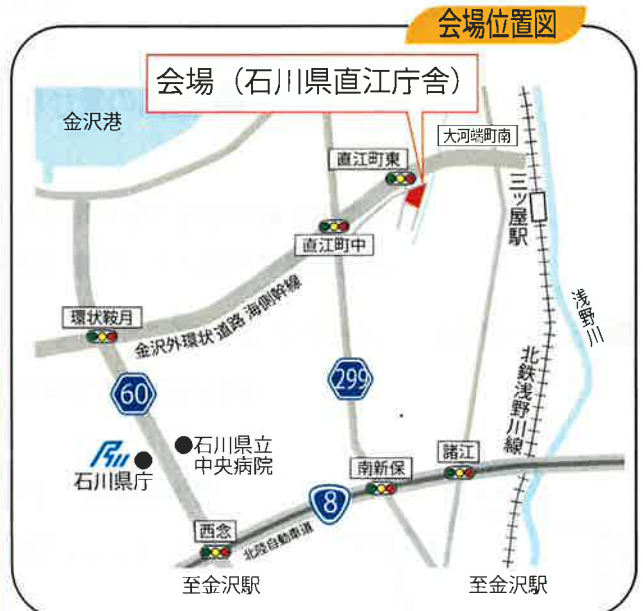 会場位置図
会場（石川県直江庁舎）
金沢港
大河端町南
直江町東
三ツ屋駅
直江町中
浅野川
金沢外環状道路 海側幹線
環状鞍月
北鉄浅野川線
60
299
石川県立
中央病院
石川県庁
南新保
諸江
8
西念
北陸自動車道
至金沢駅
至金沢駅